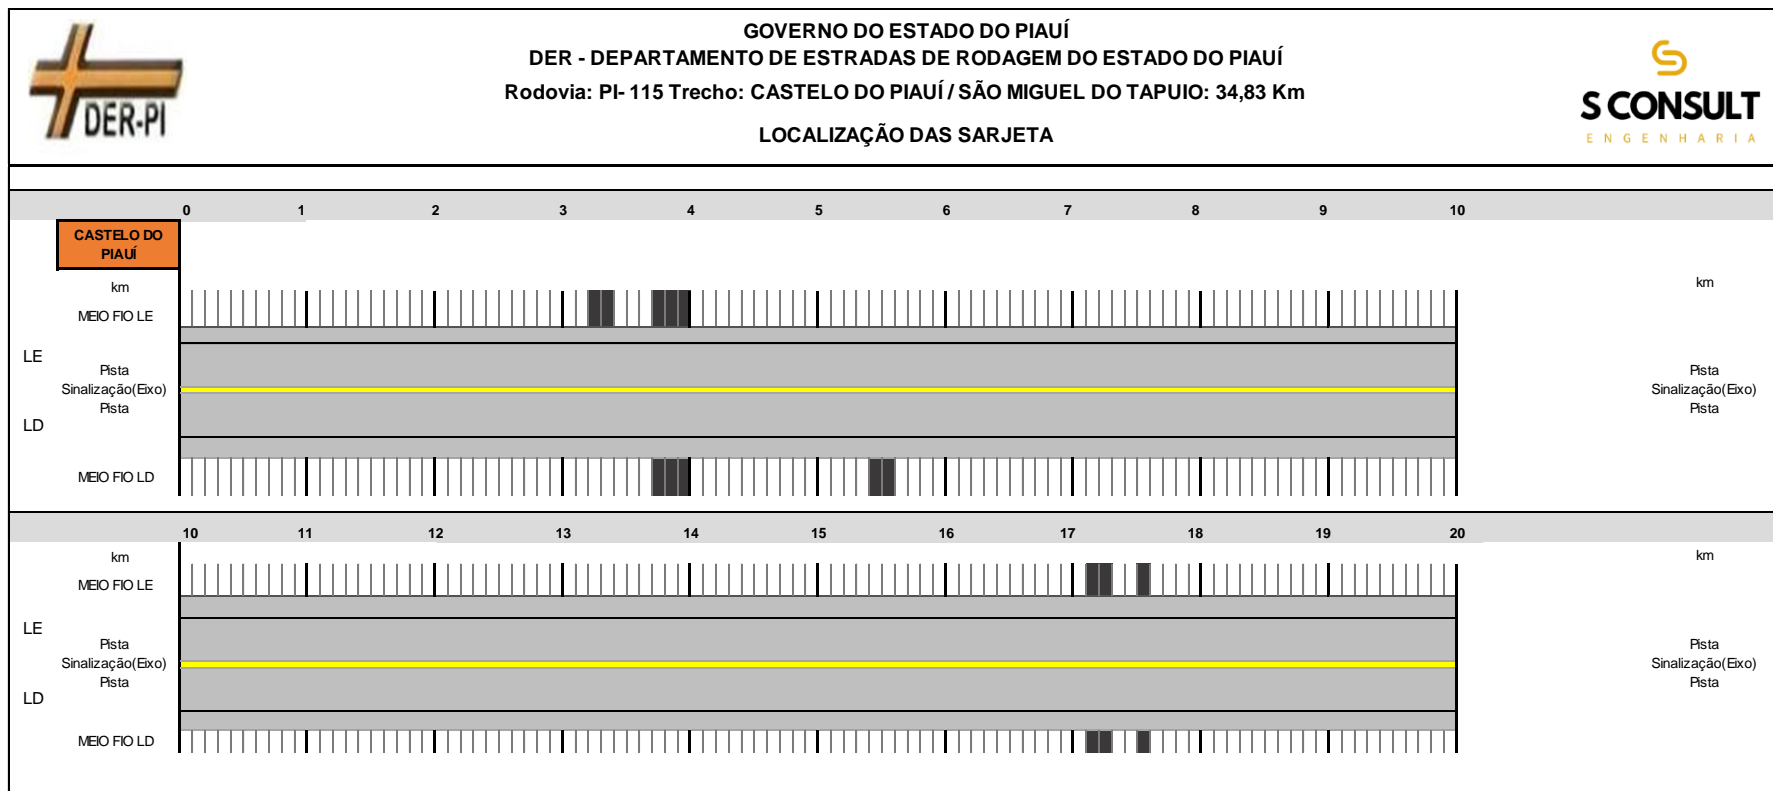 GOVERNO DO ESTADO DO PIAUÍ
DER - DEPARTAMENTO DE ESTRADAS DE RODAGEM DO ESTADO DO PIAUÍ
Rodovia: PI- 115 Trecho: CASTELO DO PIAUÍ / SÃO MIGUEL DO TAPUIO: 34,83 Km
LOCALIZAÇÃO DAS SARJETA
DER-PI
S CONSULT
ENGENHARIA
0 1 2 3 4 5 6 7 8 9 10
CASTELO DO
PIAUÍ
km km
MEIO FIO LE
LE
Pista Pista
Sinalização(Eixo) Sinalização(Eixo)
Pista Pista
LD
MEIO FIO LD
10 11 12 13 14 15 16 17 18 19 20
km km
MEIO FIO LE
LE
Pista Pista
Sinalização(Eixo) Sinalização(Eixo)
Pista Pista
LD
MEIO FIO LD